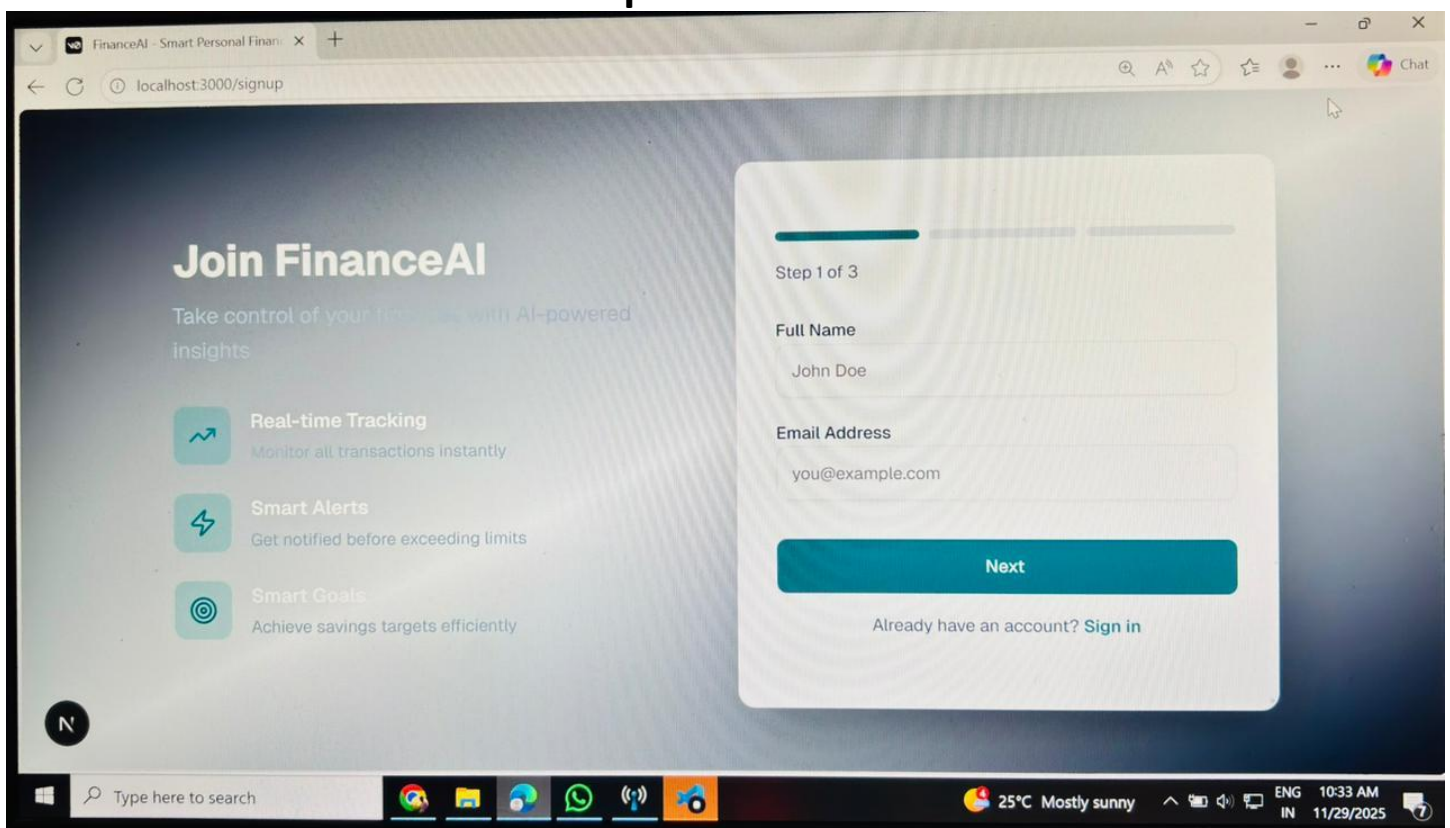 FinanceAI - Smart Personal Finan
localhost:3000/signup
Chat
Join FinanceAI
Take control of your finances with AI-powered
insights
Real-time Tracking
Monitor all transactions instantly
Smart Alerts
Get notified before exceeding limits
Smart Goals
Achieve savings targets efficiently
Step 1 of 3
Full Name
John Doe
Email Address
you@example.com
Next
Already have an account? Sign in
N
Type here to search
25°C Mostly sunny
ENG
IN
10:33 AM
11/29/2025
7